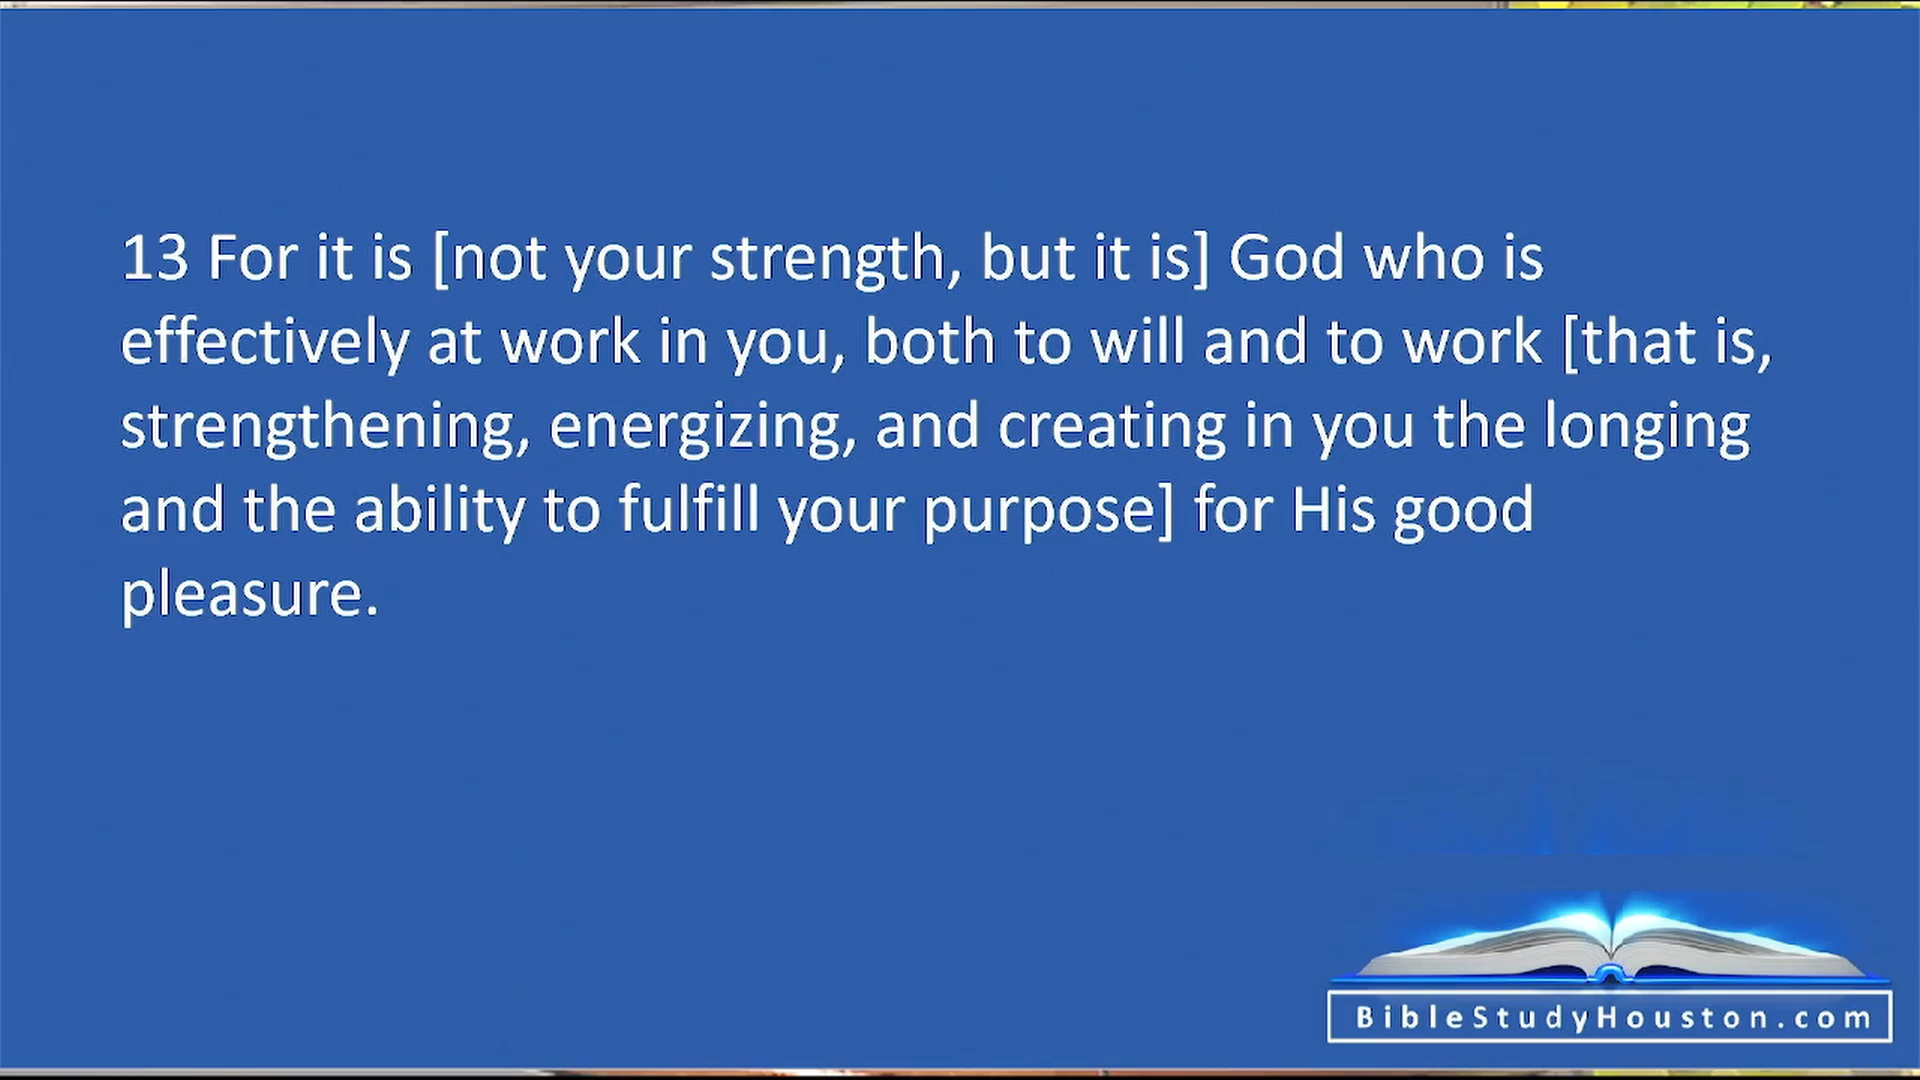 13 For it is [not your strength, but it is] God who is
effectively at work in you, both to will and to work [that is,
strengthening, energizing, and creating in you the longing
and the ability to fulfill your purpose] for His good
pleasure.
BibleStudyHouston.com